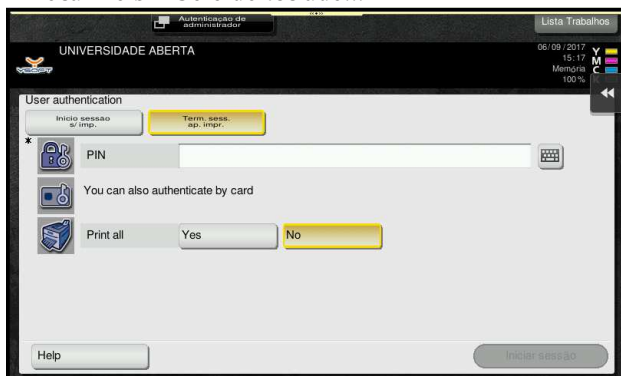 Autenticação de
administrador
Lista Trabalhos
UNIVERSIDADE ABERTA
06/09/2017
15:17
Memória
100%
Y
M
C
User authentication
Início sessão
s/ imp.
Term. sess.
ap. impr.
*
PIN
You can also authenticate by card
Print all
Yes
No
Help
Iniciar sessão